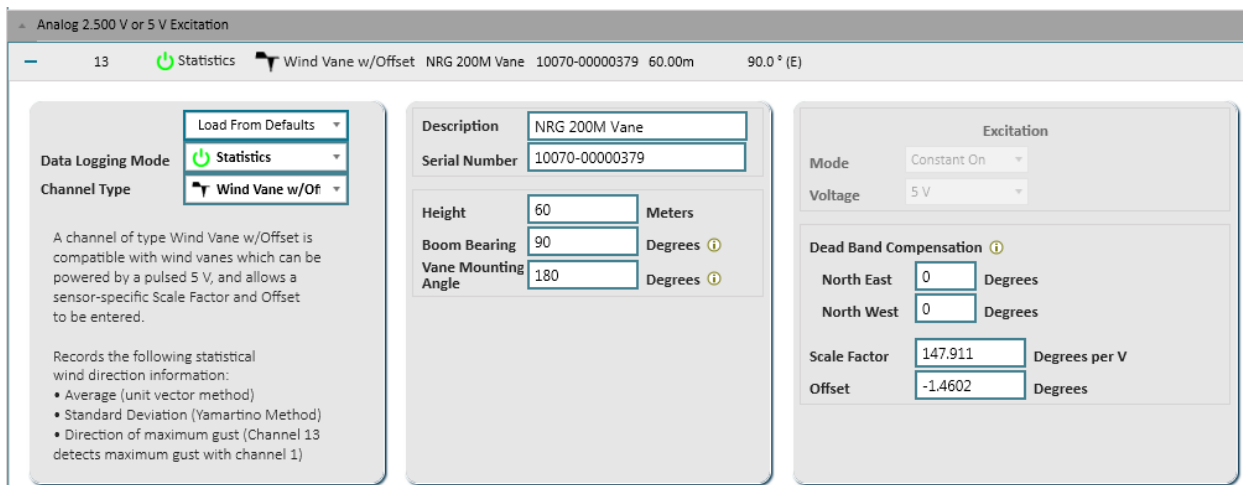 Analog 2.500 V or 5 V Excitation
13 Statistics Wind Vane w/Offset NRG 200M Vane 10070-00000379 60.00m 90.0 ° (E)
Load From Defaults
Data Logging Mode Statistics
Channel Type Wind Vane w/Of
A channel of type Wind Vane w/Offset is
compatible with wind vanes which can be
powered by a pulsed 5 V, and allows a
sensor-specific Scale Factor and Offset
to be entered.
Records the following statistical
wind direction information:
• Average (unit vector method)
• Standard Deviation (Yamartino Method)
• Direction of maximum gust (Channel 13
detects maximum gust with channel 1)
Description NRG 200M Vane
Serial Number 10070-00000379
Height 60 Meters
Boom Bearing 90 Degrees
Vane Mounting
Angle 180 Degrees
Excitation
Mode Constant On
Voltage 5 V
Dead Band Compensation
North East 0 Degrees
North West 0 Degrees
Scale Factor 147.911 Degrees per V
Offset -1.4602 Degrees